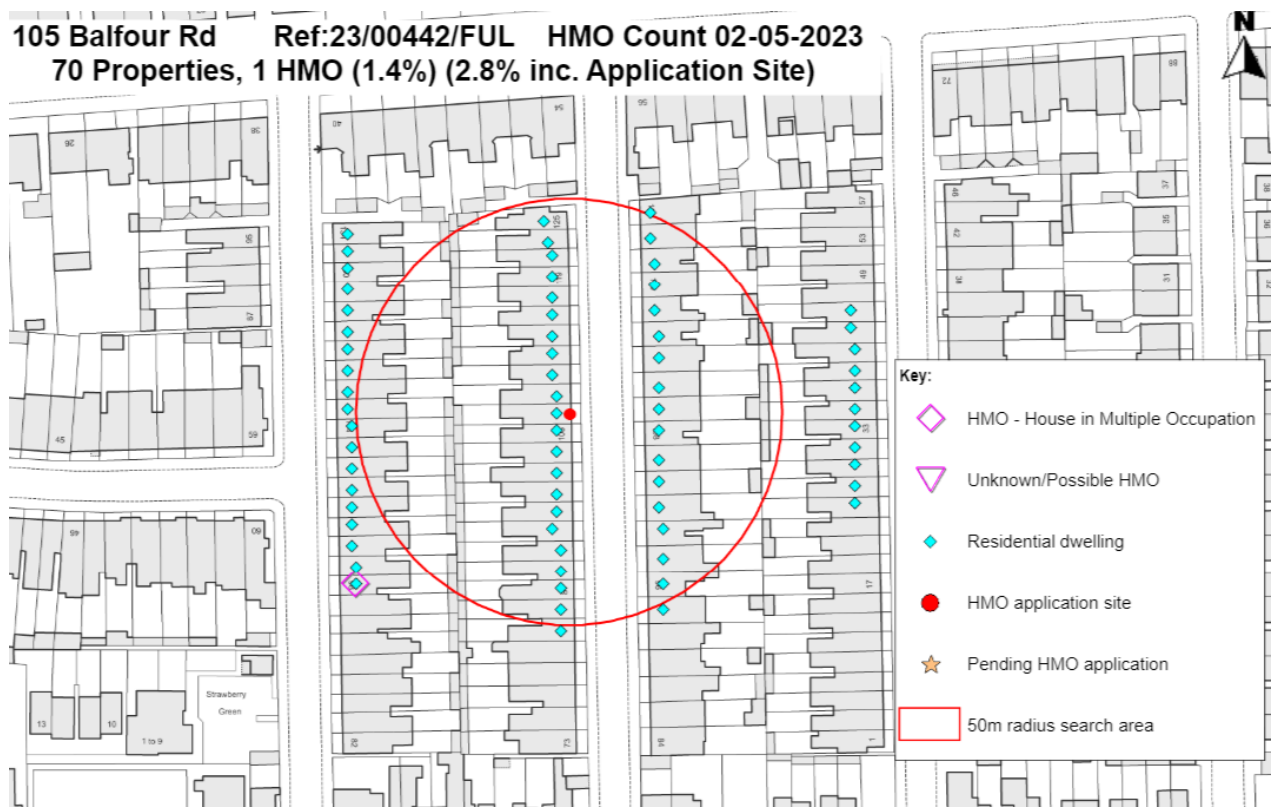 105 Balfour Rd Ref:23/00442/FUL HMO Count 02-05-2023
70 Properties, 1 HMO (1.4%) (2.8% inc. Application Site)
N
40
54
56
72
88
26
38
95
87
45
59
125
57
53
49
48
42
38
37
35
31
33
17
46
60
13
10
1 to 9
Strawberry
Green
82
73
84
1
Key:
HMO - House in Multiple Occupation
Unknown/Possible HMO
Residential dwelling
HMO application site
Pending HMO application
50m radius search area